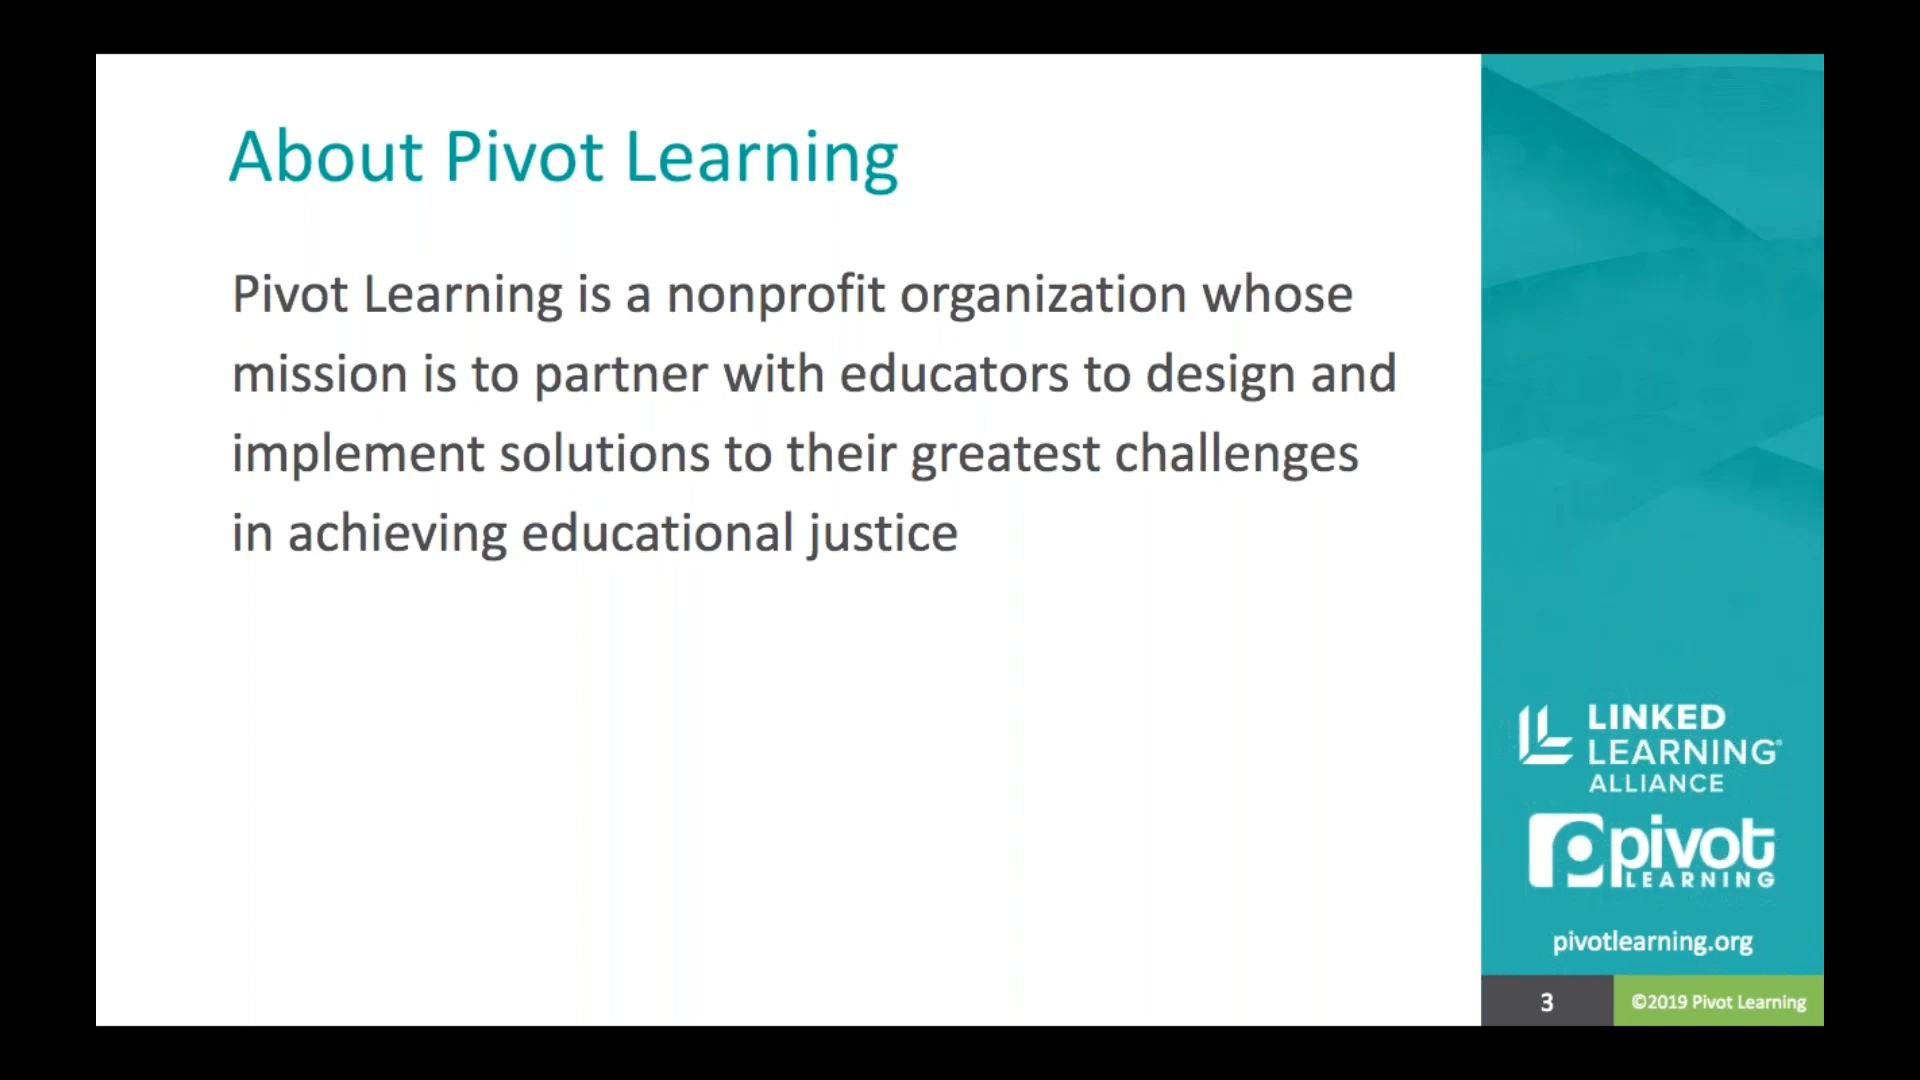 About Pivot Learning
Pivot Learning is a nonprofit organization whose
mission is to partner with educators to design and
implement solutions to their greatest challenges
in achieving educational justice
LINKED
LEARNING®
ALLIANCE
pivot
LEARNING
pivotlearning.org
3
©2019 Pivot Learning